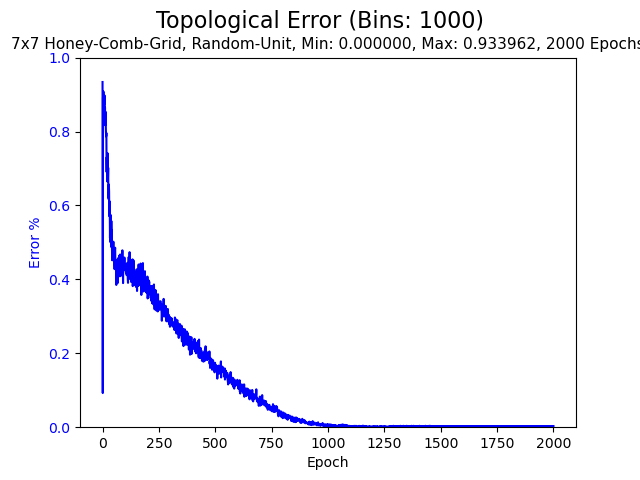 Topological Error (Bins: 1000)
7x7 Honey-Comb-Grid, Random-Unit, Min: 0.000000, Max: 0.933962, 2000 Epochs
1.0
0.8
0.6
0.4
0.2
0.0
Error %
0 250 500 750 1000 1250 1500 1750 2000
Epoch